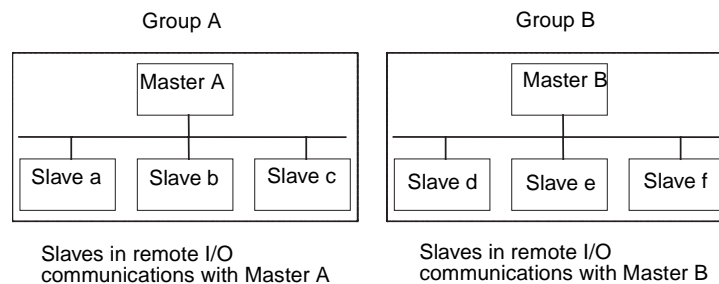 Group A
Group B
Master A
Master B
Slave a
Slave b
Slave c
Slave d
Slave e
Slave f
Slaves in remote I/O
communications with Master A
Slaves in remote I/O
communications with Master B